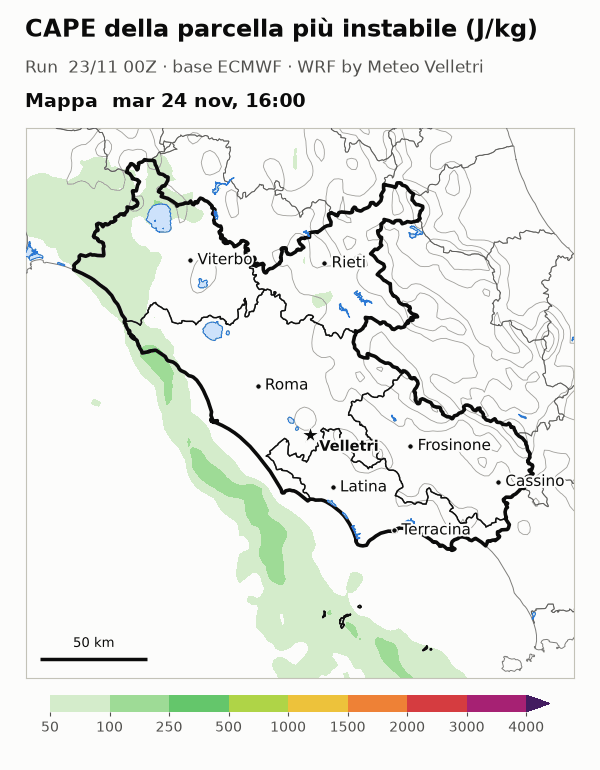 CAPE della parcella più instabile (J/kg)
Run 23/11 00Z · base ECMWF · WRF by Meteo Velletri
Mappa mar 24 nov, 16:00
Viterbo
Rieti
Roma
Velletri
Frosinone
Latina
Cassino
Terracina
50 km
50 100 250 500 1000 1500 2000 3000 4000